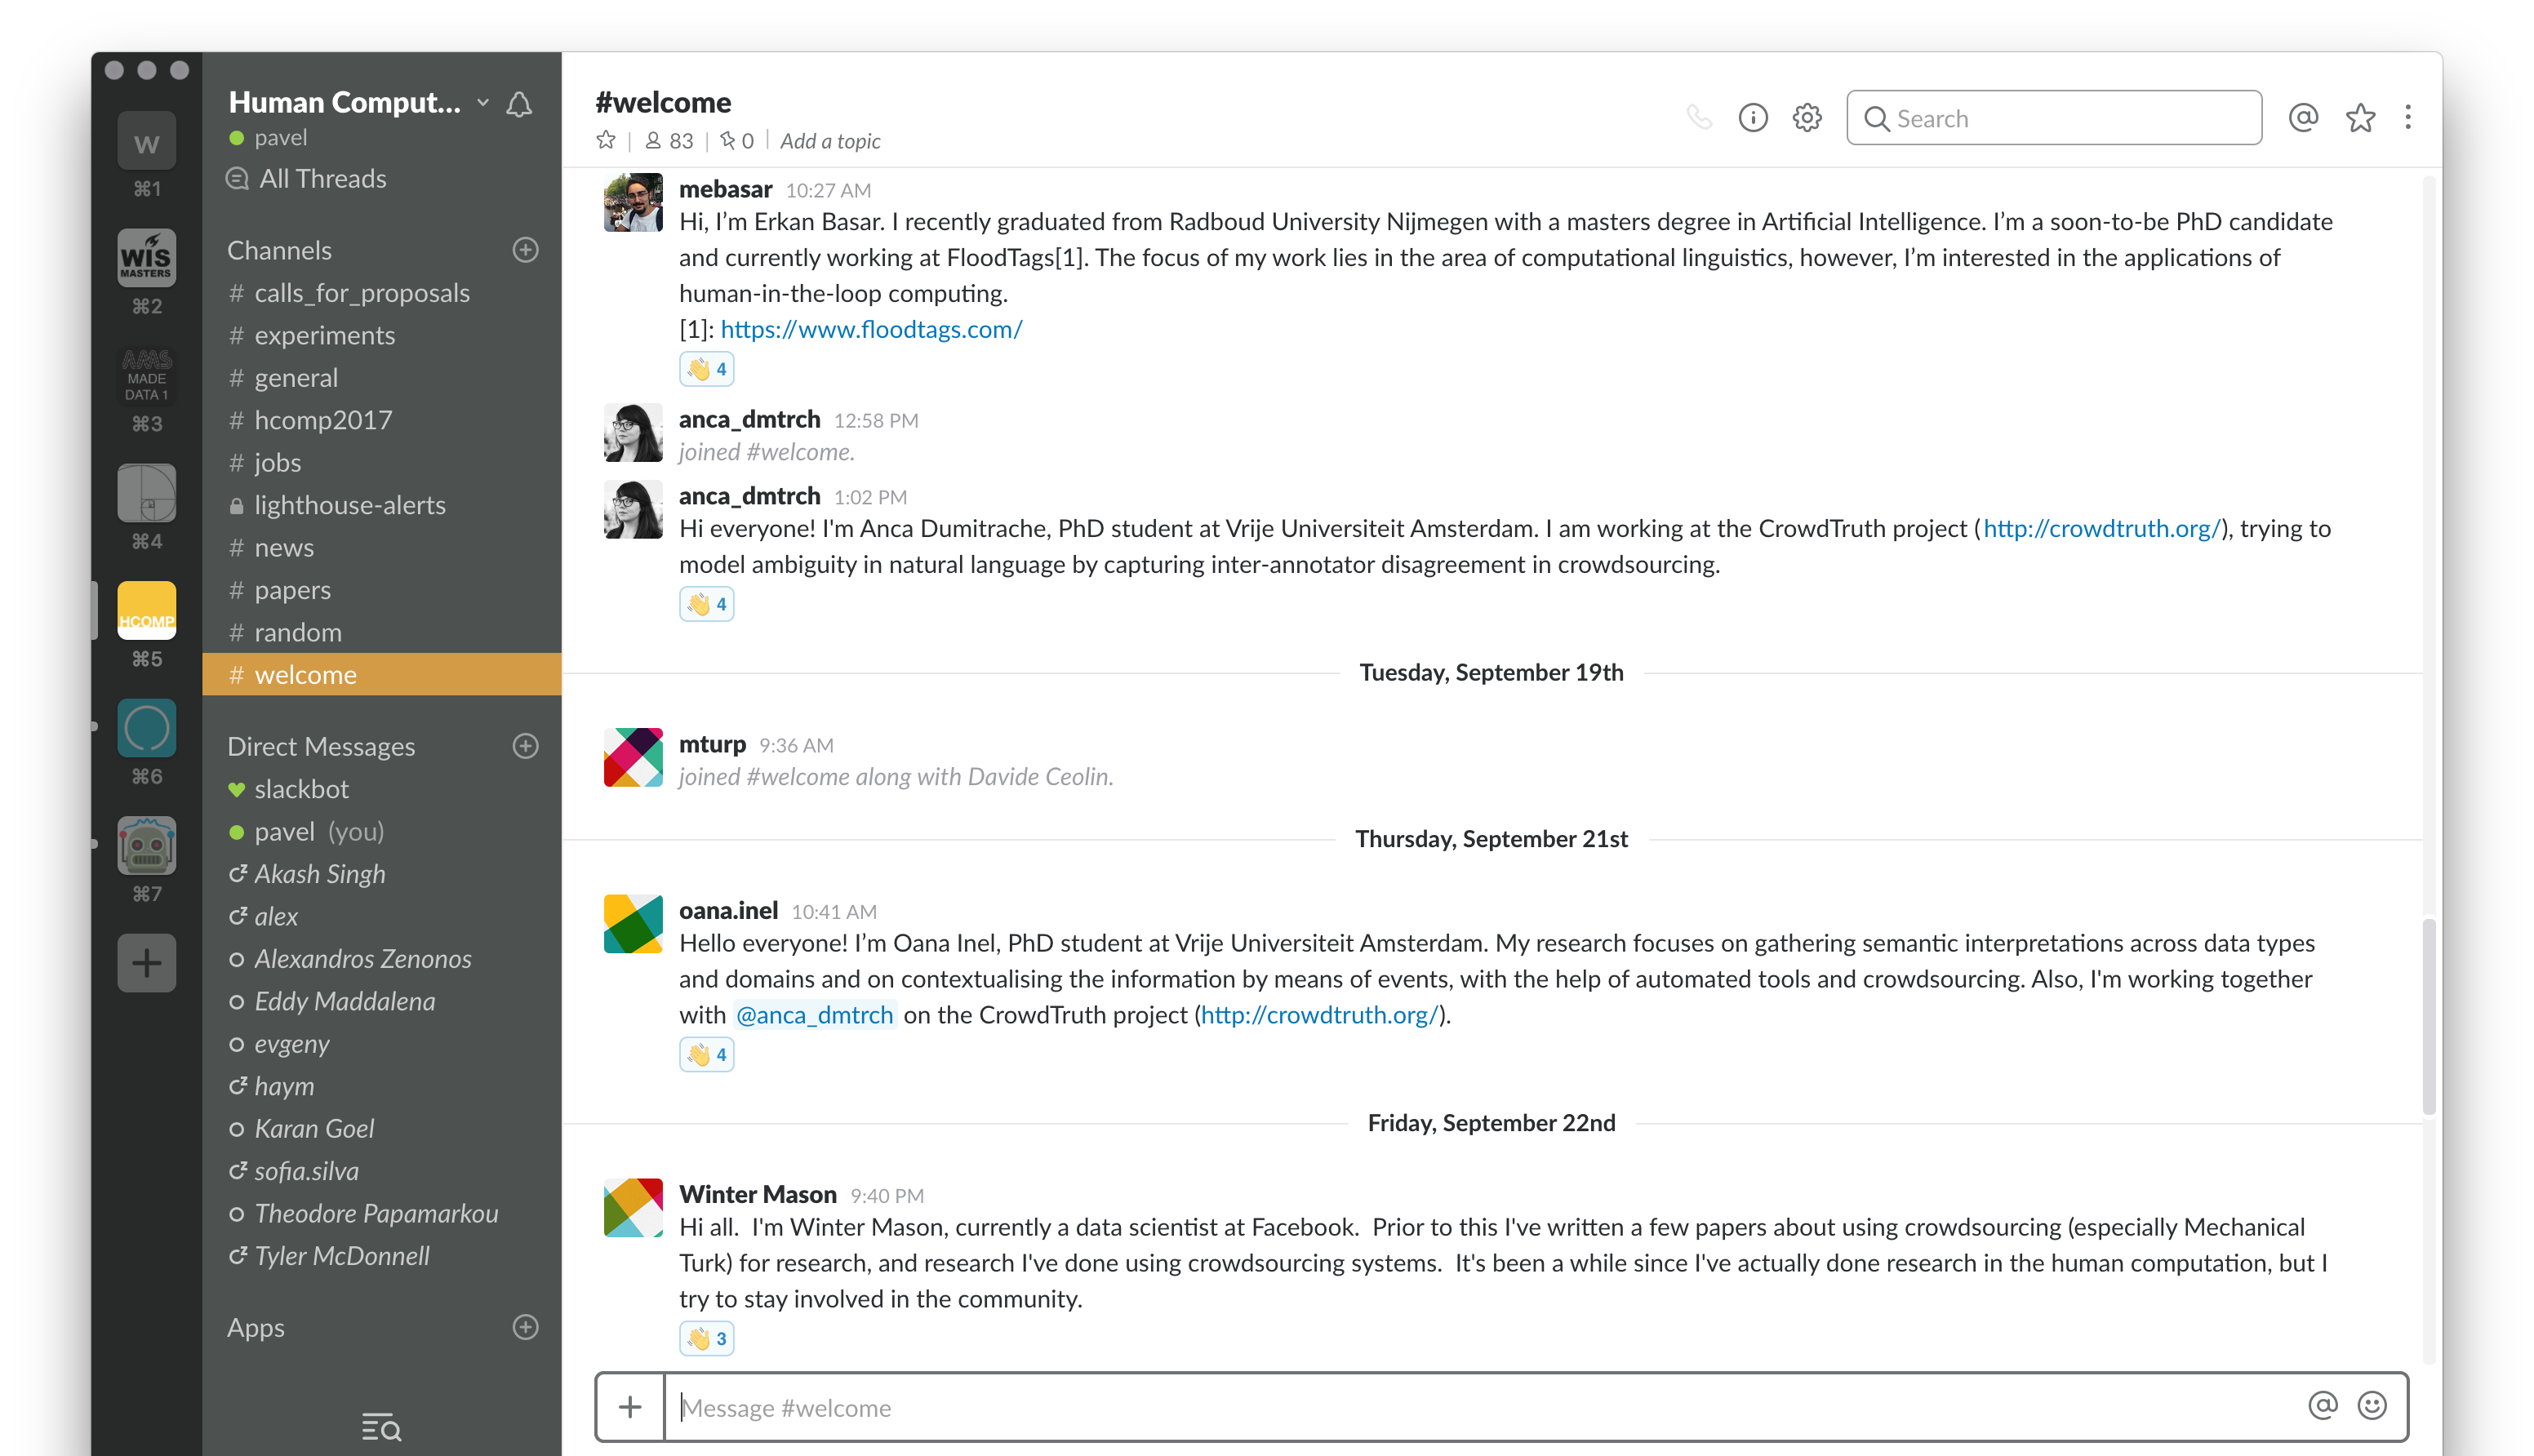 W
⌘1
WIS
MASTERS
⌘2
AMS
MADE
DATA 1
⌘3
⌘4
HCOMP
⌘5
⌘6
⌘7
Human Comput...
pavel
All Threads
Channels
# calls_for_proposals
# experiments
# general
# hcomp2017
# jobs
lighthouse-alerts
# news
# papers
# random
# welcome
Direct Messages
slackbot
pavel (you)
Akash Singh
alex
Alexandros Zenonos
Eddy Maddalena
evgeny
haym
Karan Goel
sofia.silva
Theodore Papamarkou
Tyler McDonnell
Apps
#welcome
83 | 0 | Add a topic
Search
mebasar 10:27 AM
Hi, I’m Erkan Basar. I recently graduated from Radboud University Nijmegen with a masters degree in Artificial Intelligence. I’m a soon-to-be PhD candidate
and currently working at FloodTags[1]. The focus of my work lies in the area of computational linguistics, however, I’m interested in the applications of
human-in-the-loop computing.
[1]: https://www.floodtags.com/
👋 4
anca_dmtrch 12:58 PM
joined #welcome.
anca_dmtrch 1:02 PM
Hi everyone! I'm Anca Dumitrache, PhD student at Vrije Universiteit Amsterdam. I am working at the CrowdTruth project (http://crowdtruth.org/), trying to
model ambiguity in natural language by capturing inter-annotator disagreement in crowdsourcing.
👋 4
Tuesday, September 19th
mturp 9:36 AM
joined #welcome along with Davide Ceolin.
Thursday, September 21st
oana.inel 10:41 AM
Hello everyone! I’m Oana Inel, PhD student at Vrije Universiteit Amsterdam. My research focuses on gathering semantic interpretations across data types
and domains and on contextualising the information by means of events, with the help of automated tools and crowdsourcing. Also, I'm working together
with @anca_dmtrch on the CrowdTruth project (http://crowdtruth.org/).
👋 4
Friday, September 22nd
Winter Mason 9:40 PM
Hi all.  I'm Winter Mason, currently a data scientist at Facebook.  Prior to this I've written a few papers about using crowdsourcing (especially Mechanical
Turk) for research, and research I've done using crowdsourcing systems.  It's been a while since I've actually done research in the human computation, but I
try to stay involved in the community.
👋 3
Message #welcome